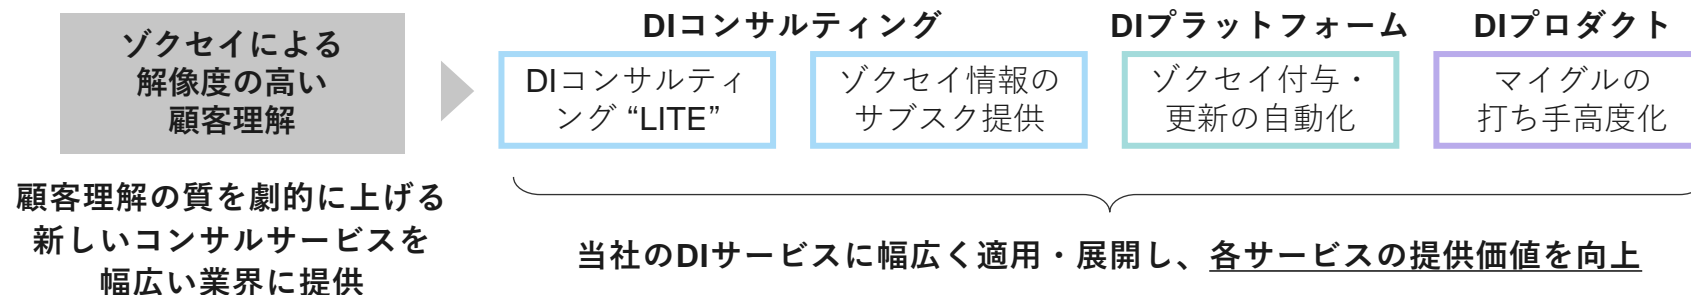 ゾクセイによる
解像度の高い
顧客理解
顧客理解の質を劇的に上げる
新しいコンサルサービスを
幅広い業界に提供
DIコンサルティング
DIコンサルティ
ング “LITE”
ゾクセイ情報の
サブスク提供
DIプラットフォーム
ゾクセイ付与・
更新の自動化
DIプロダクト
マイグルの
打ち手高度化
当社のDIサービスに幅広く適用・展開し、各サービスの提供価値を向上